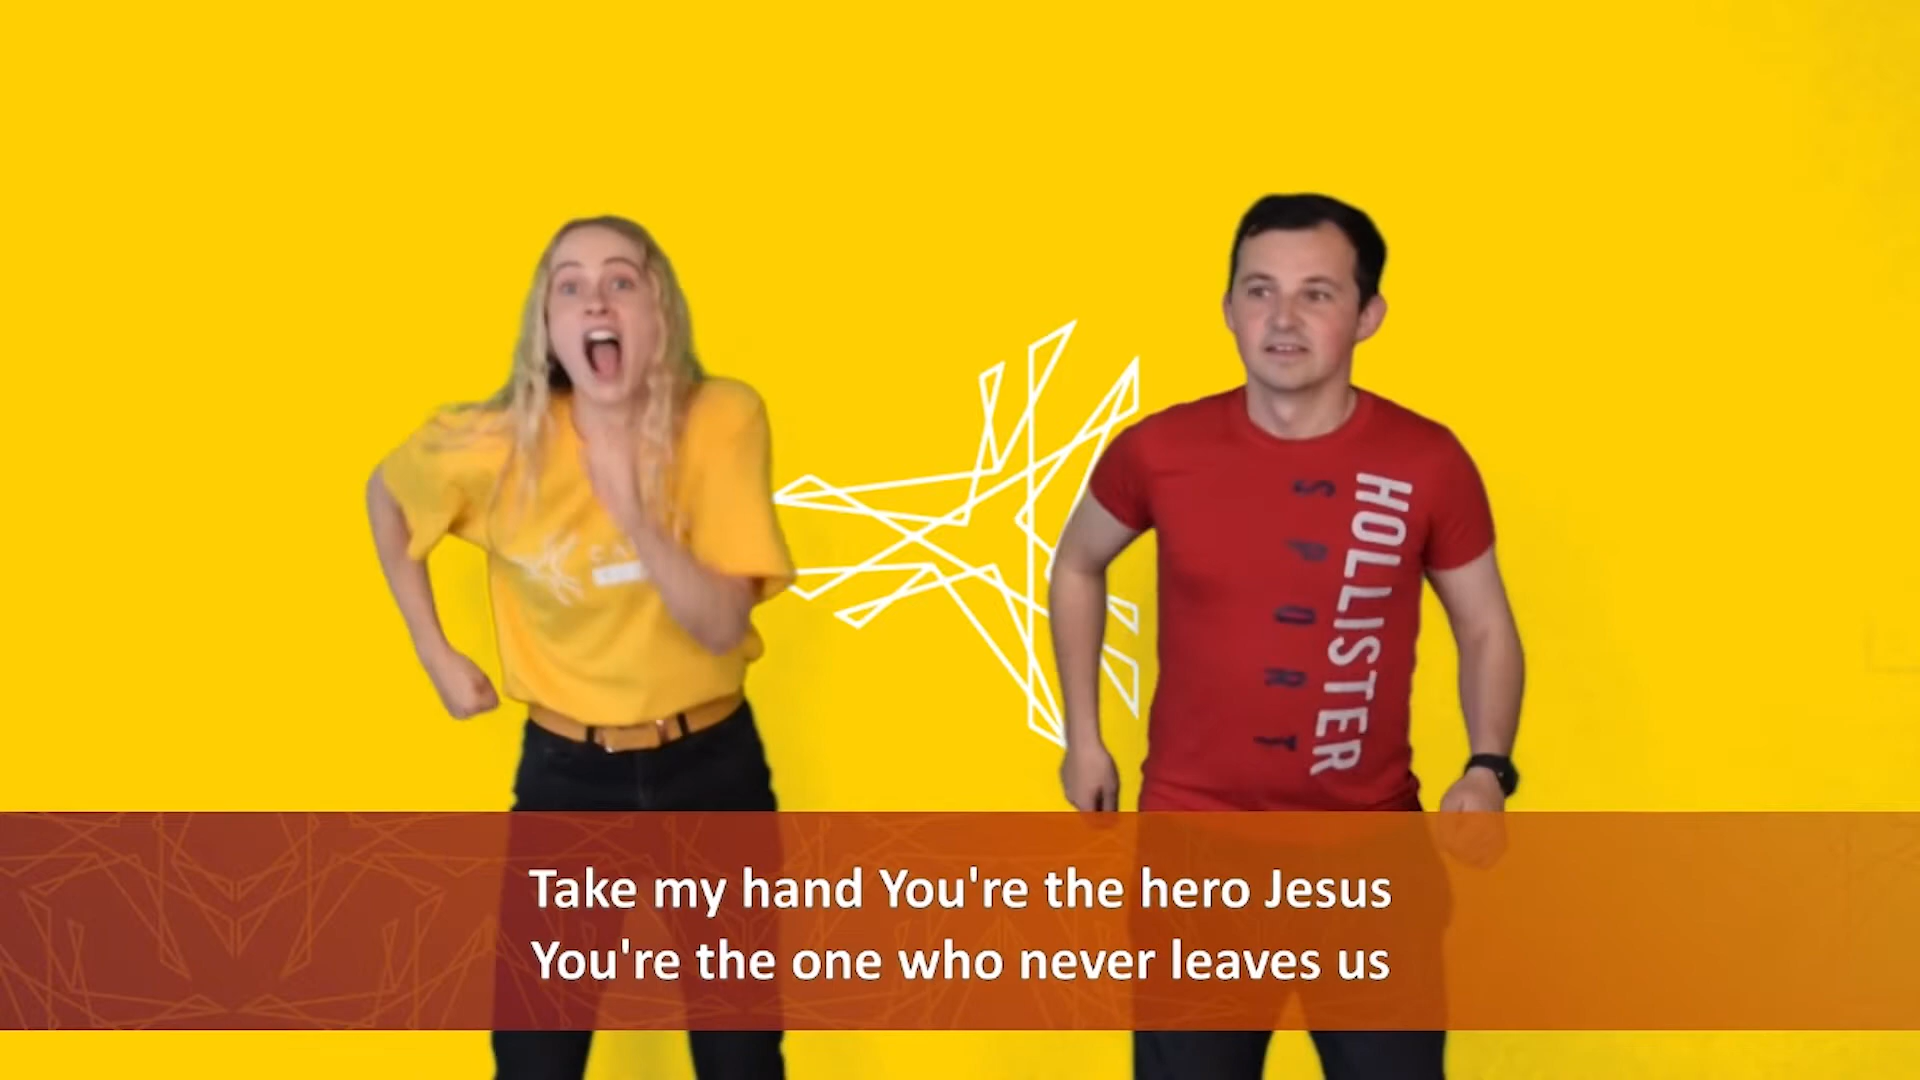 HOLLISTER
SPORT
Take my hand You're the hero Jesus
You're the one who never leaves us